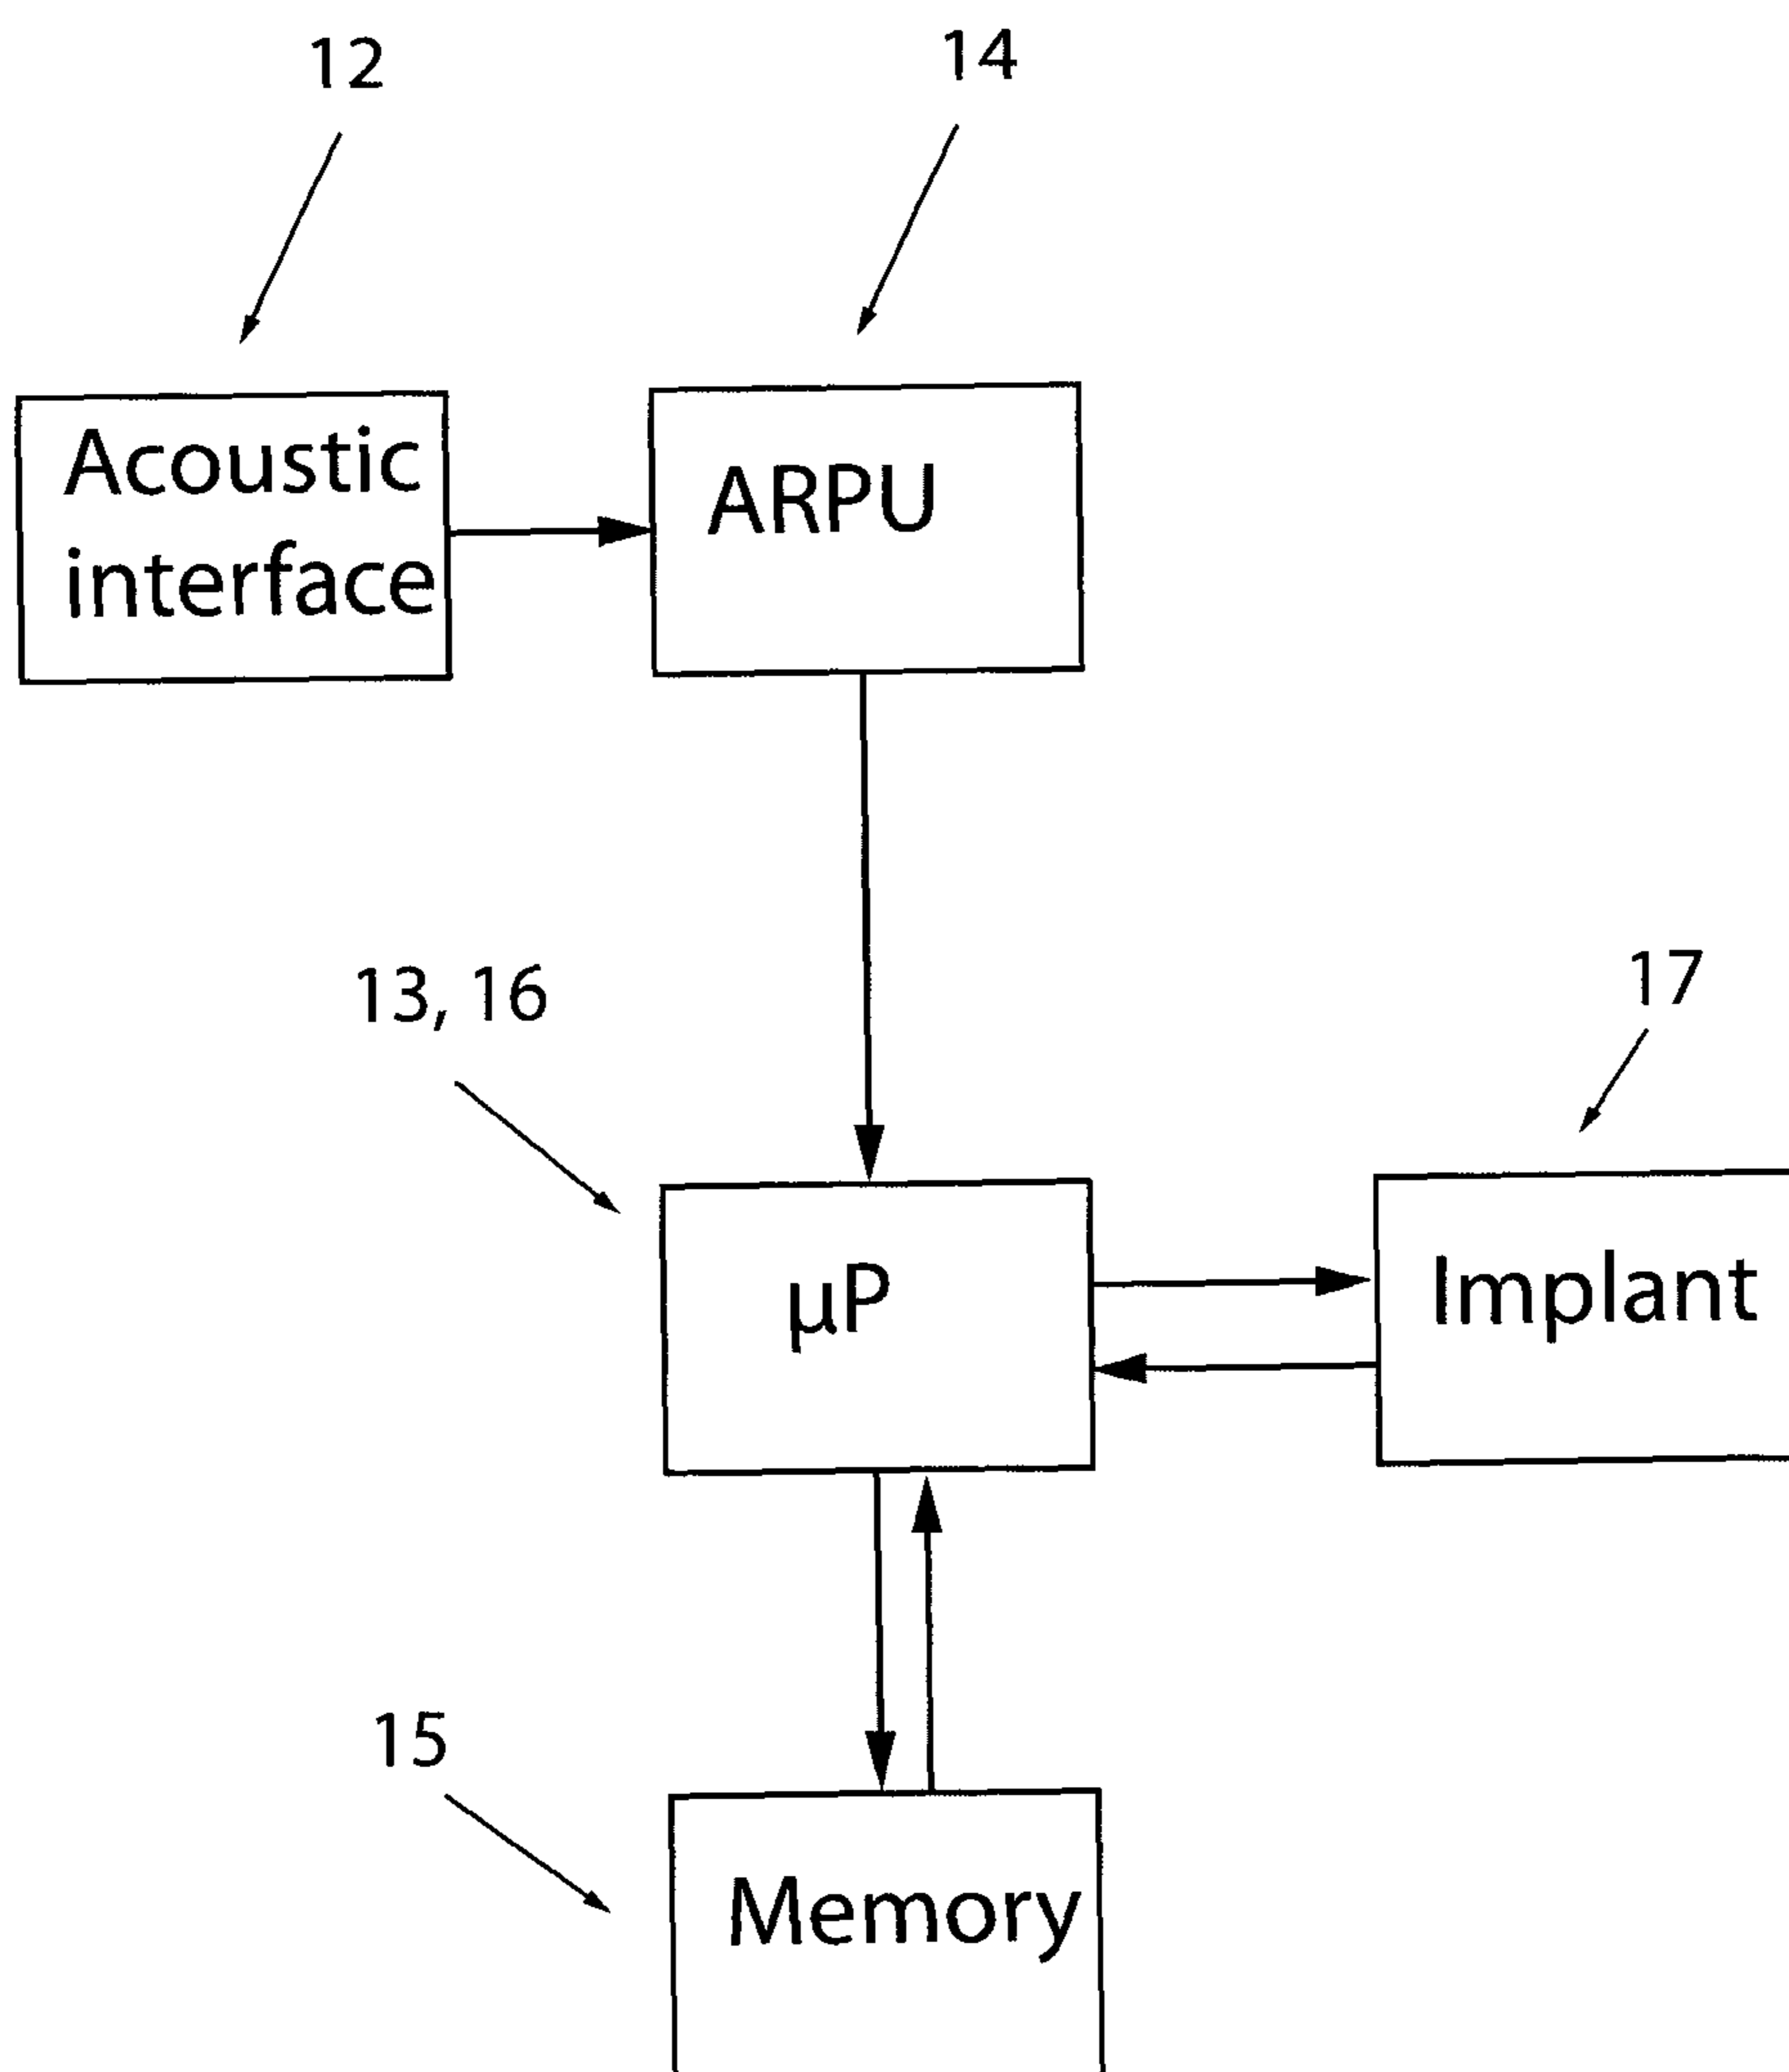 12
14
Acoustic
interface
ARPU
13, 16
17
µP
Implant
15
Memory